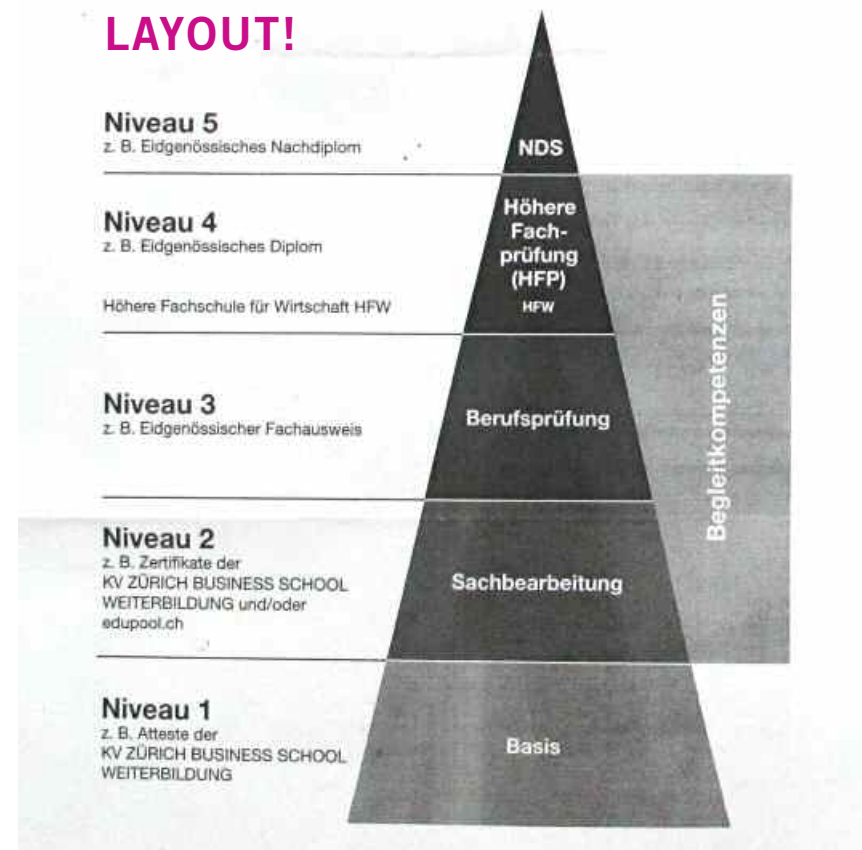 LAYOUT!
Niveau 5
z. B. Eidgenössisches Nachdiplom
NDS
Niveau 4
z. B. Eidgenössisches Diplom
Höhere Fachschule für Wirtschaft HFW
Höhere
Fach-
prüfung
(HFP)
HFW
Niveau 3
z. B. Eidgenössischer Fachausweis
Berufsprüfung
Niveau 2
z. B. Zertifikate der
KV ZÜRICH BUSINESS SCHOOL
WEITERBILDUNG und/oder
edupool.ch
Sachbearbeitung
Niveau 1
z. B. Atteste der
KV ZÜRICH BUSINESS SCHOOL
WEITERBILDUNG
Basis
Begleitkompetenzen